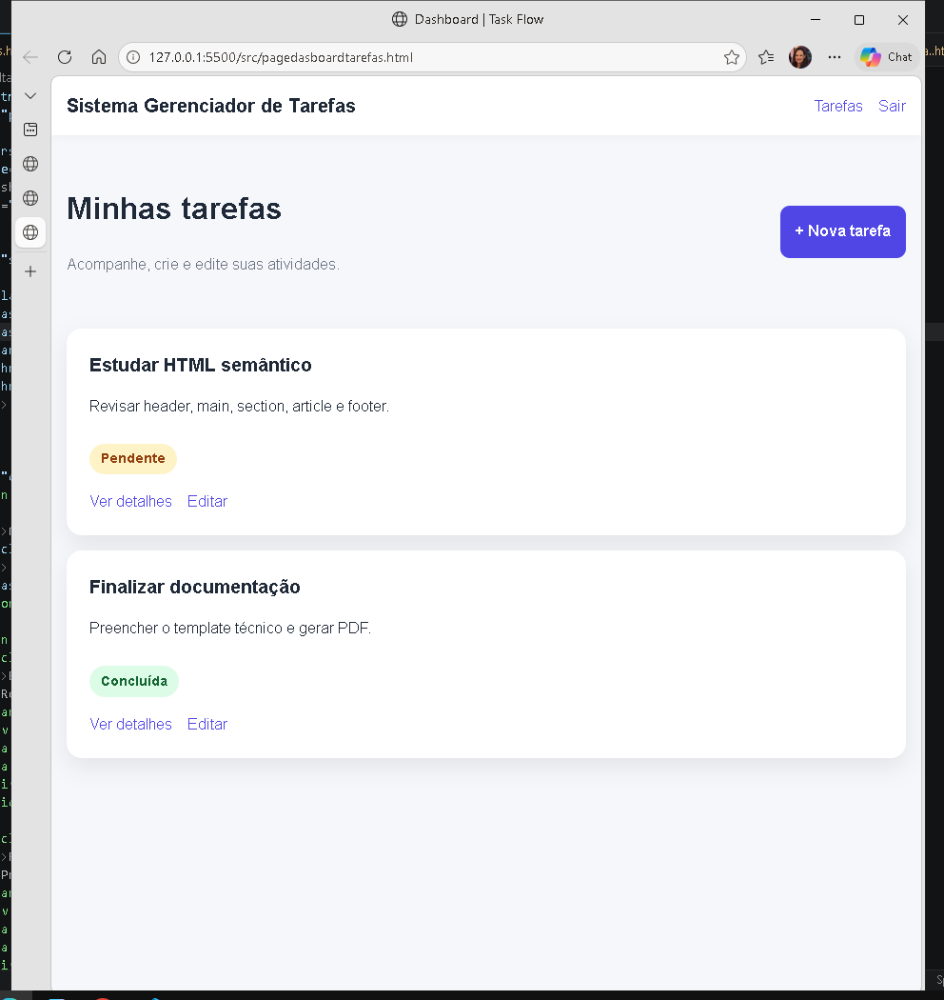 Dashboard | Task Flow
127.0.0.1:5500/src/pagedasboardtarefas.html
Chat
Sistema Gerenciador de Tarefas
Tarefas Sair
Minhas tarefas
+ Nova tarefa
Acompanhe, crie e edite suas atividades.
Estudar HTML semântico
Revisar header, main, section, article e footer.
Pendente
Ver detalhes Editar
Finalizar documentação
Preencher o template técnico e gerar PDF.
Concluída
Ver detalhes Editar